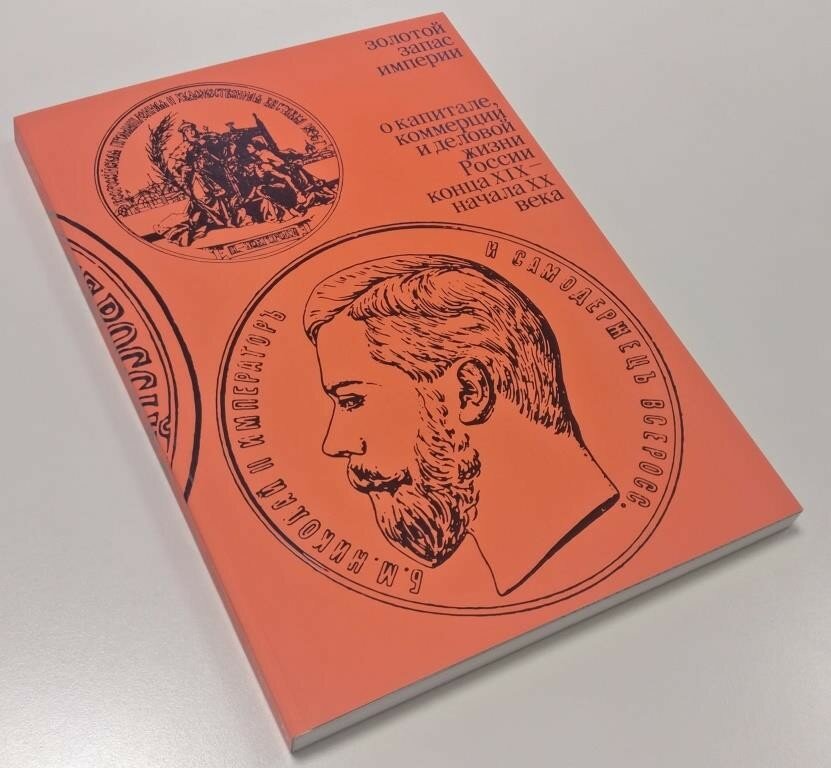 золотой
запас
империи
о капитале,
коммерции
и деловой
жизни
России
конца XIX –
начала XX
века
Б. М. НИКОЛАЙ II ИМПЕРАТОРЪ
И САМОДЕРЖЕЦЪ ВСЕРОСС.